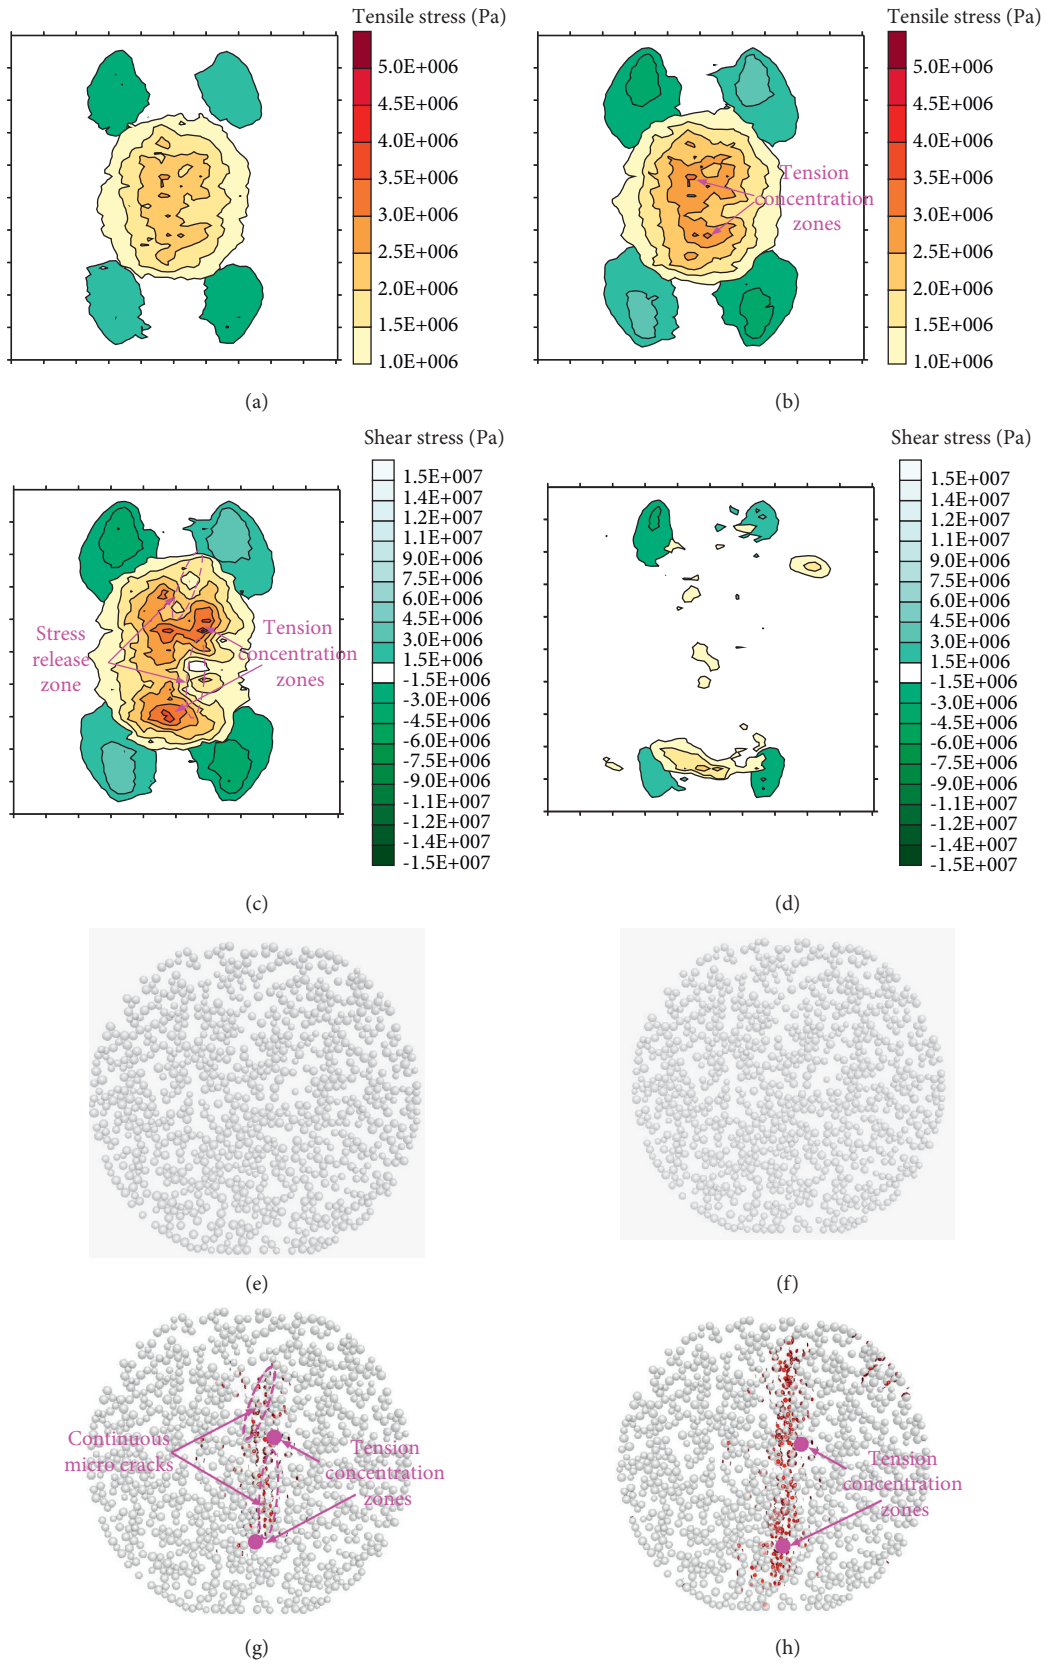 Tensile stress (Pa)
5.0E+006
4.5E+006
4.0E+006
3.5E+006
3.0E+006
2.5E+006
2.0E+006
1.5E+006
1.0E+006
(a)
Tensile stress (Pa)
5.0E+006
4.5E+006
4.0E+006
3.5E+006
3.0E+006
2.5E+006
2.0E+006
1.5E+006
1.0E+006
Tension
concentration
zones
(b)
Shear stress (Pa)
1.5E+007
1.4E+007
1.2E+007
1.1E+007
9.0E+006
7.5E+006
6.0E+006
4.5E+006
3.0E+006
1.5E+006
-1.5E+006
-3.0E+006
-4.5E+006
-6.0E+006
-7.5E+006
-9.0E+006
-1.1E+007
-1.2E+007
-1.4E+007
-1.5E+007
Stress
release
zone
Tension
concentration
zones
(c)
Shear stress (Pa)
1.5E+007
1.4E+007
1.2E+007
1.1E+007
9.0E+006
7.5E+006
6.0E+006
4.5E+006
3.0E+006
1.5E+006
-1.5E+006
-3.0E+006
-4.5E+006
-6.0E+006
-7.5E+006
-9.0E+006
-1.1E+007
-1.2E+007
-1.4E+007
-1.5E+007
(d)
(e)
(f)
Continuous
micro cracks
Tension
concentration
zones
(g)
Tension
concentration
zones
(h)